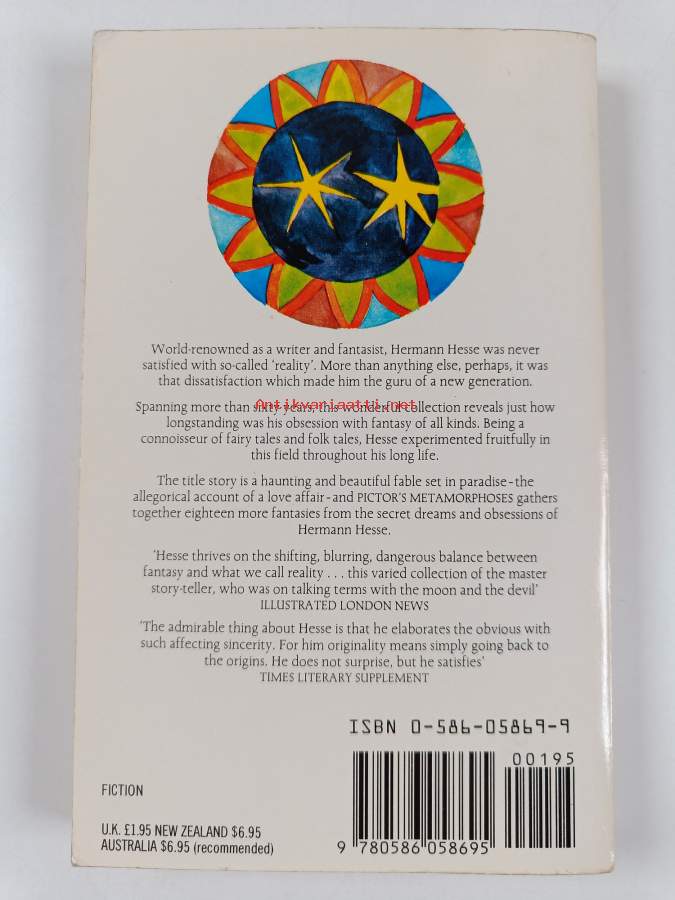 World-renowned as a writer and fantasist, Hermann Hesse was never
satisfied with so-called 'reality'. More than anything else, perhaps, it was
that dissatisfaction which made him the guru of a new generation.
Antikvariaatti.net
Spanning more than sixty years, this wonderful collection reveals just how
longstanding was his obsession with fantasy of all kinds. Being a
connoisseur of fairy tales and folk tales, Hesse experimented fruitfully in
this field throughout his long life.
The title story is a haunting and beautiful fable set in paradise-the
allegorical account of a love affair-and PICTOR'S METAMORPHOSES gathers
together eighteen more fantasies from the secret dreams and obsessions of
Hermann Hesse.
'Hesse thrives on the shifting, blurring, dangerous balance between
fantasy and what we call reality . . . this varied collection of the master
story-teller, who was on talking terms with the moon and the devil'
ILLUSTRATED LONDON NEWS
'The admirable thing about Hesse is that he elaborates the obvious with
such affecting sincerity. For him originality means simply going back to
the origins. He does not surprise, but he satisfies'
TIMES LITERARY SUPPLEMENT
ISBN 0-586-05869-9
00195
FICTION
U.K. £1.95 NEW ZEALAND $6.95
AUSTRALIA $6.95 (recommended)
9 780586 058695